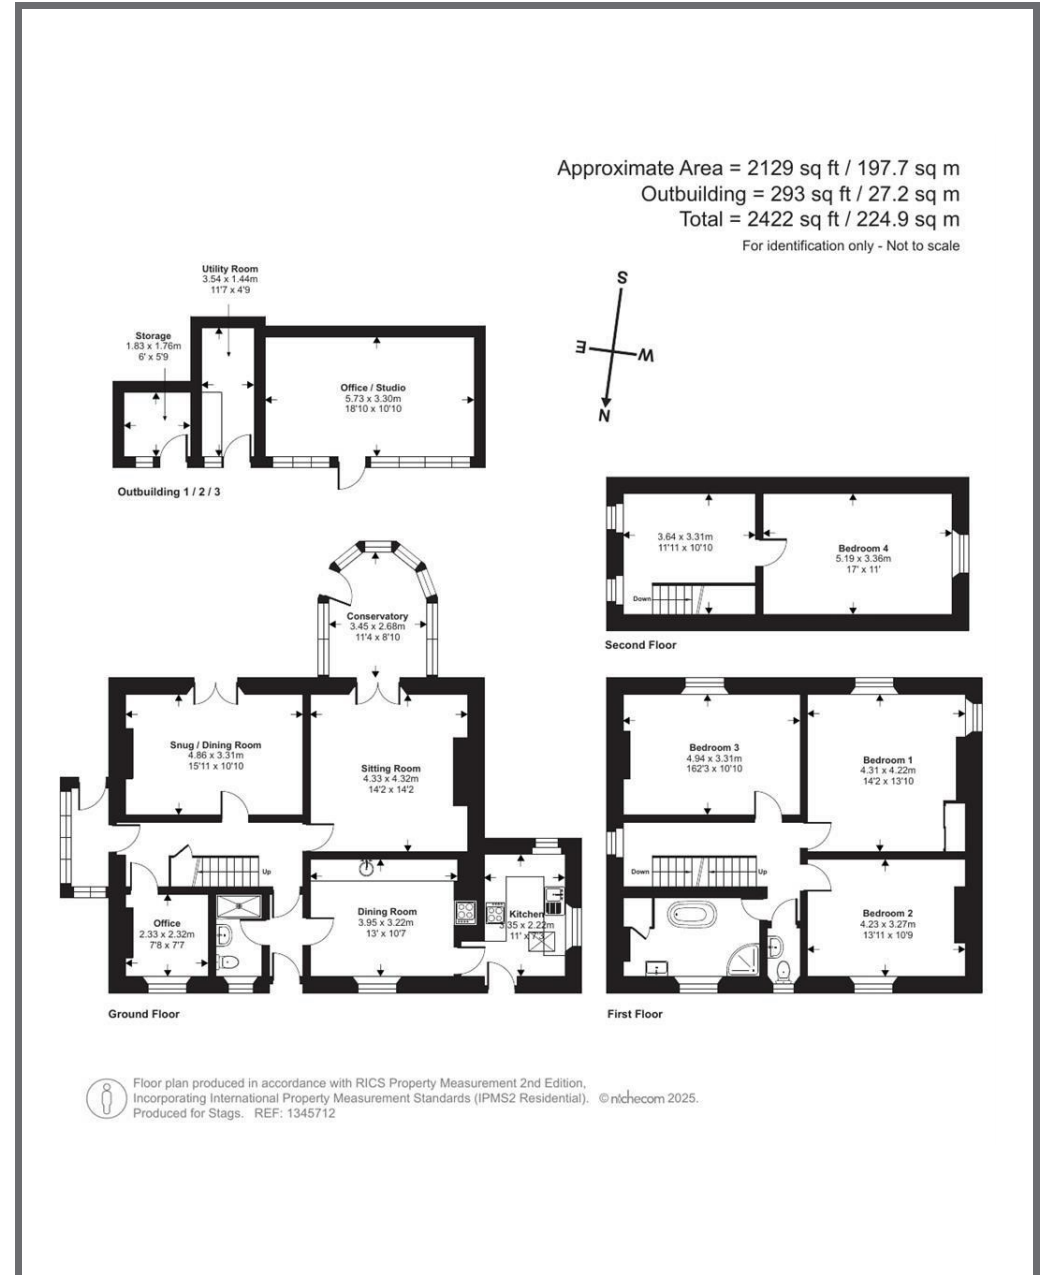 Approximate Area = 2129 sq ft / 197.7 sq m
Outbuilding = 293 sq ft / 27.2 sq m
Total = 2422 sq ft / 224.9 sq m
For identification only - Not to scale
Utility Room
3.54 x 1.44m
11'7 x 4'9
Storage
1.83 x 1.76m
6' x 5'9
Office / Studio
5.73 x 3.30m
18'10 x 10'10
Outbuilding 1 / 2 / 3
S
E
W
N
3.64 x 3.31m
11'11 x 10'10
Bedroom 4
5.19 x 3.36m
17' x 11'
Down
Second Floor
Conservatory
3.45 x 2.68m
11'4 x 8'10
Snug / Dining Room
4.86 x 3.31m
15'11 x 10'10
Sitting Room
4.33 x 4.32m
14'2 x 14'2
Up
Office
2.33 x 2.32m
7'8 x 7'7
Dining Room
3.95 x 3.22m
13' x 10'7
Kitchen
3.35 x 2.22m
11' x 7'3
Ground Floor
Bedroom 3
4.94 x 3.31m
162'3 x 10'10
Bedroom 1
4.31 x 4.22m
14'2 x 13'10
Down
Up
Bedroom 2
4.23 x 3.27m
13'11 x 10'9
First Floor
Floor plan produced in accordance with RICS Property Measurement 2nd Edition,
Incorporating International Property Measurement Standards (IPMS2 Residential). © nichecom 2025.
Produced for Stags. REF: 1345712